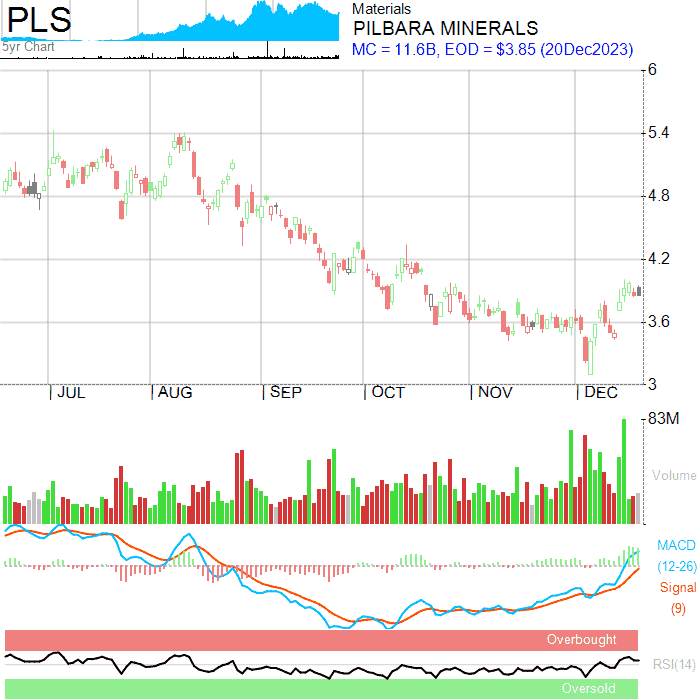 PLS
5yr Chart
Materials
PILBARA MINERALS
MC = 11.6B, EOD = $3.85 (20Dec2023)
6
5.4
4.8
4.2
3.6
3
JUL AUG SEP OCT NOV DEC
83M
Volume
MACD
(12-26)
Signal
(9)
Overbought
RSI(14)
Oversold